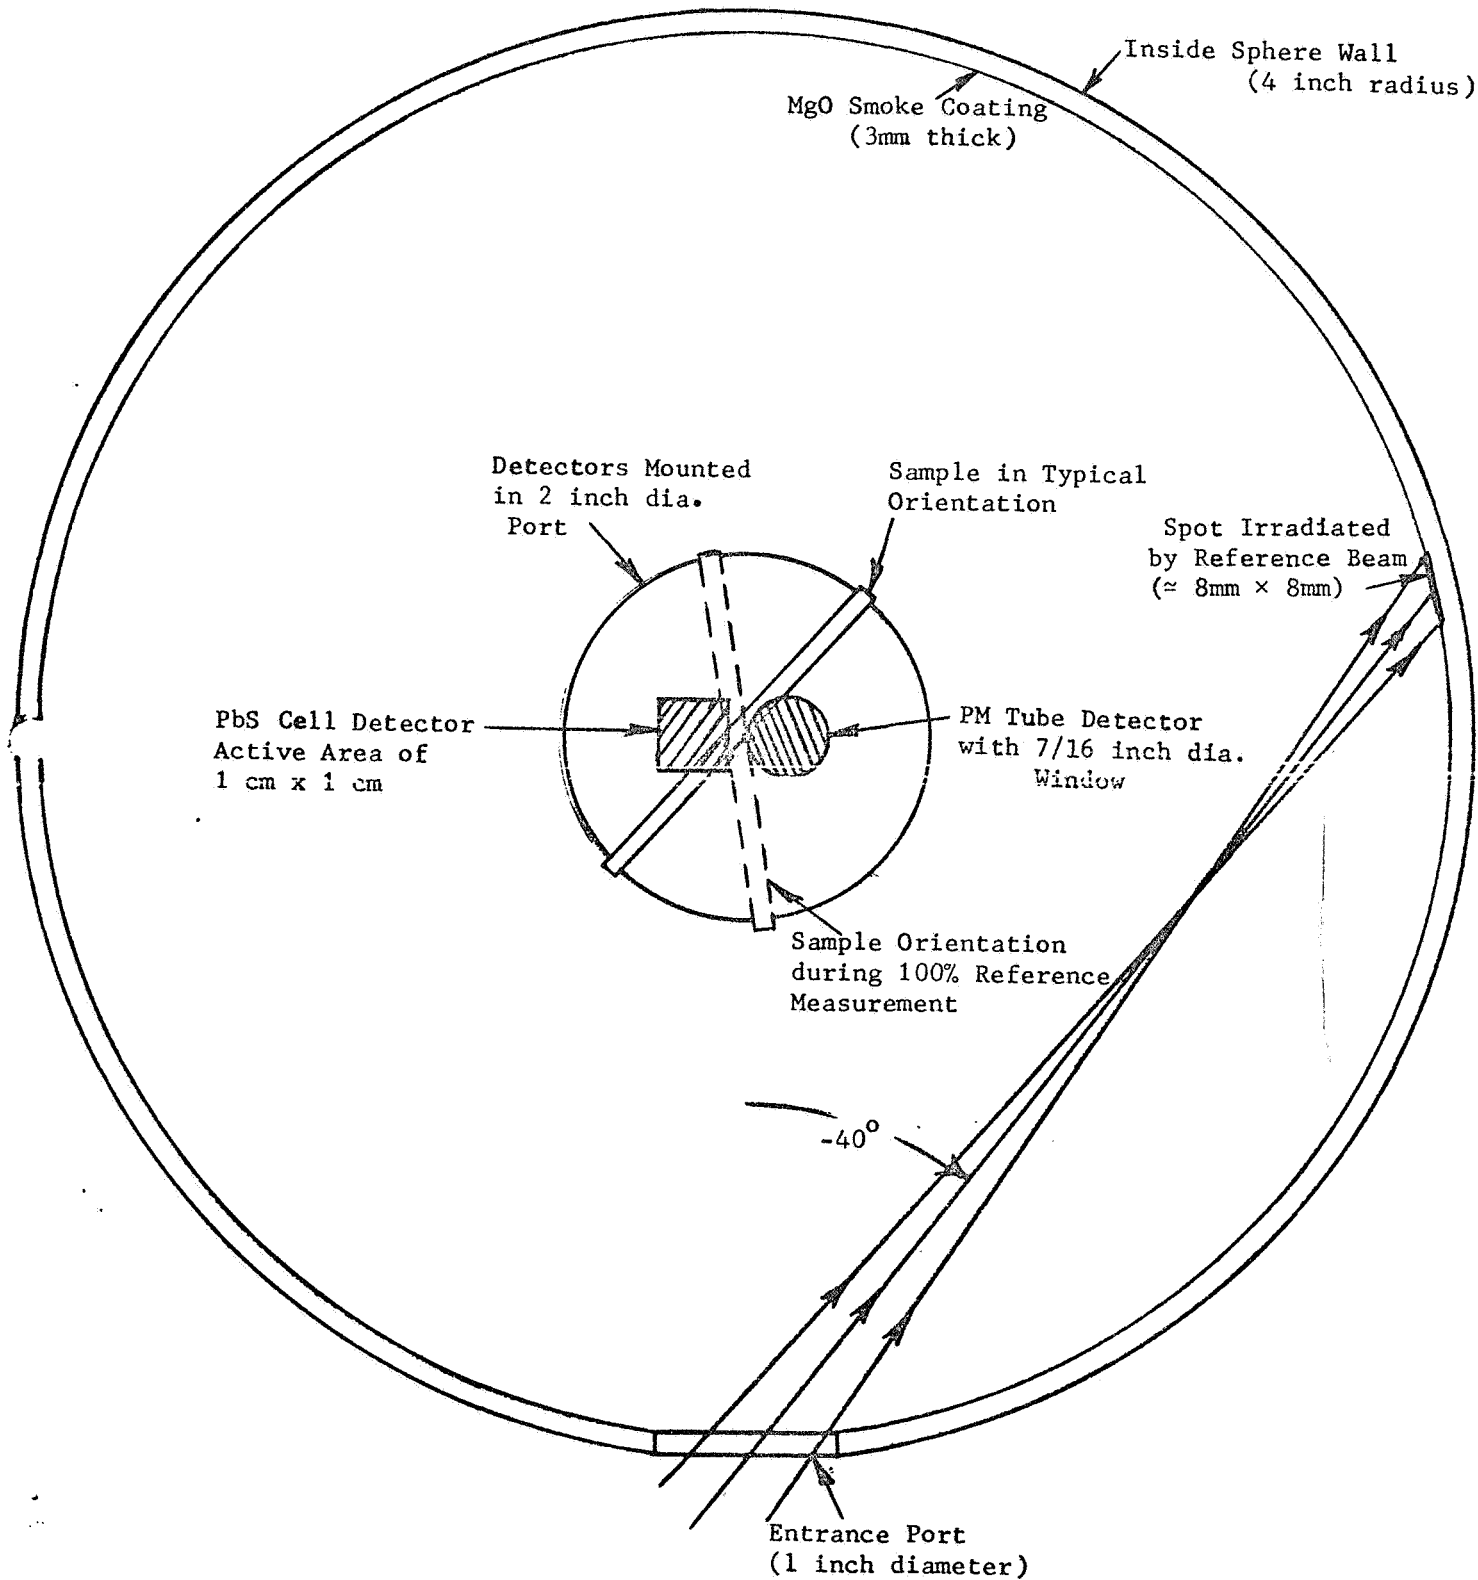 Inside Sphere Wall
(4 inch radius)
MgO Smoke Coating
(3mm thick)
Detectors Mounted
in 2 inch dia.
Port
Sample in Typical
Orientation
Spot Irradiated
by Reference Beam
(≃ 8mm × 8mm)
PbS Cell Detector
Active Area of
1 cm x 1 cm
PM Tube Detector
with 7/16 inch dia.
Window
Sample Orientation
during 100% Reference
Measurement
-40°
Entrance Port
(1 inch diameter)